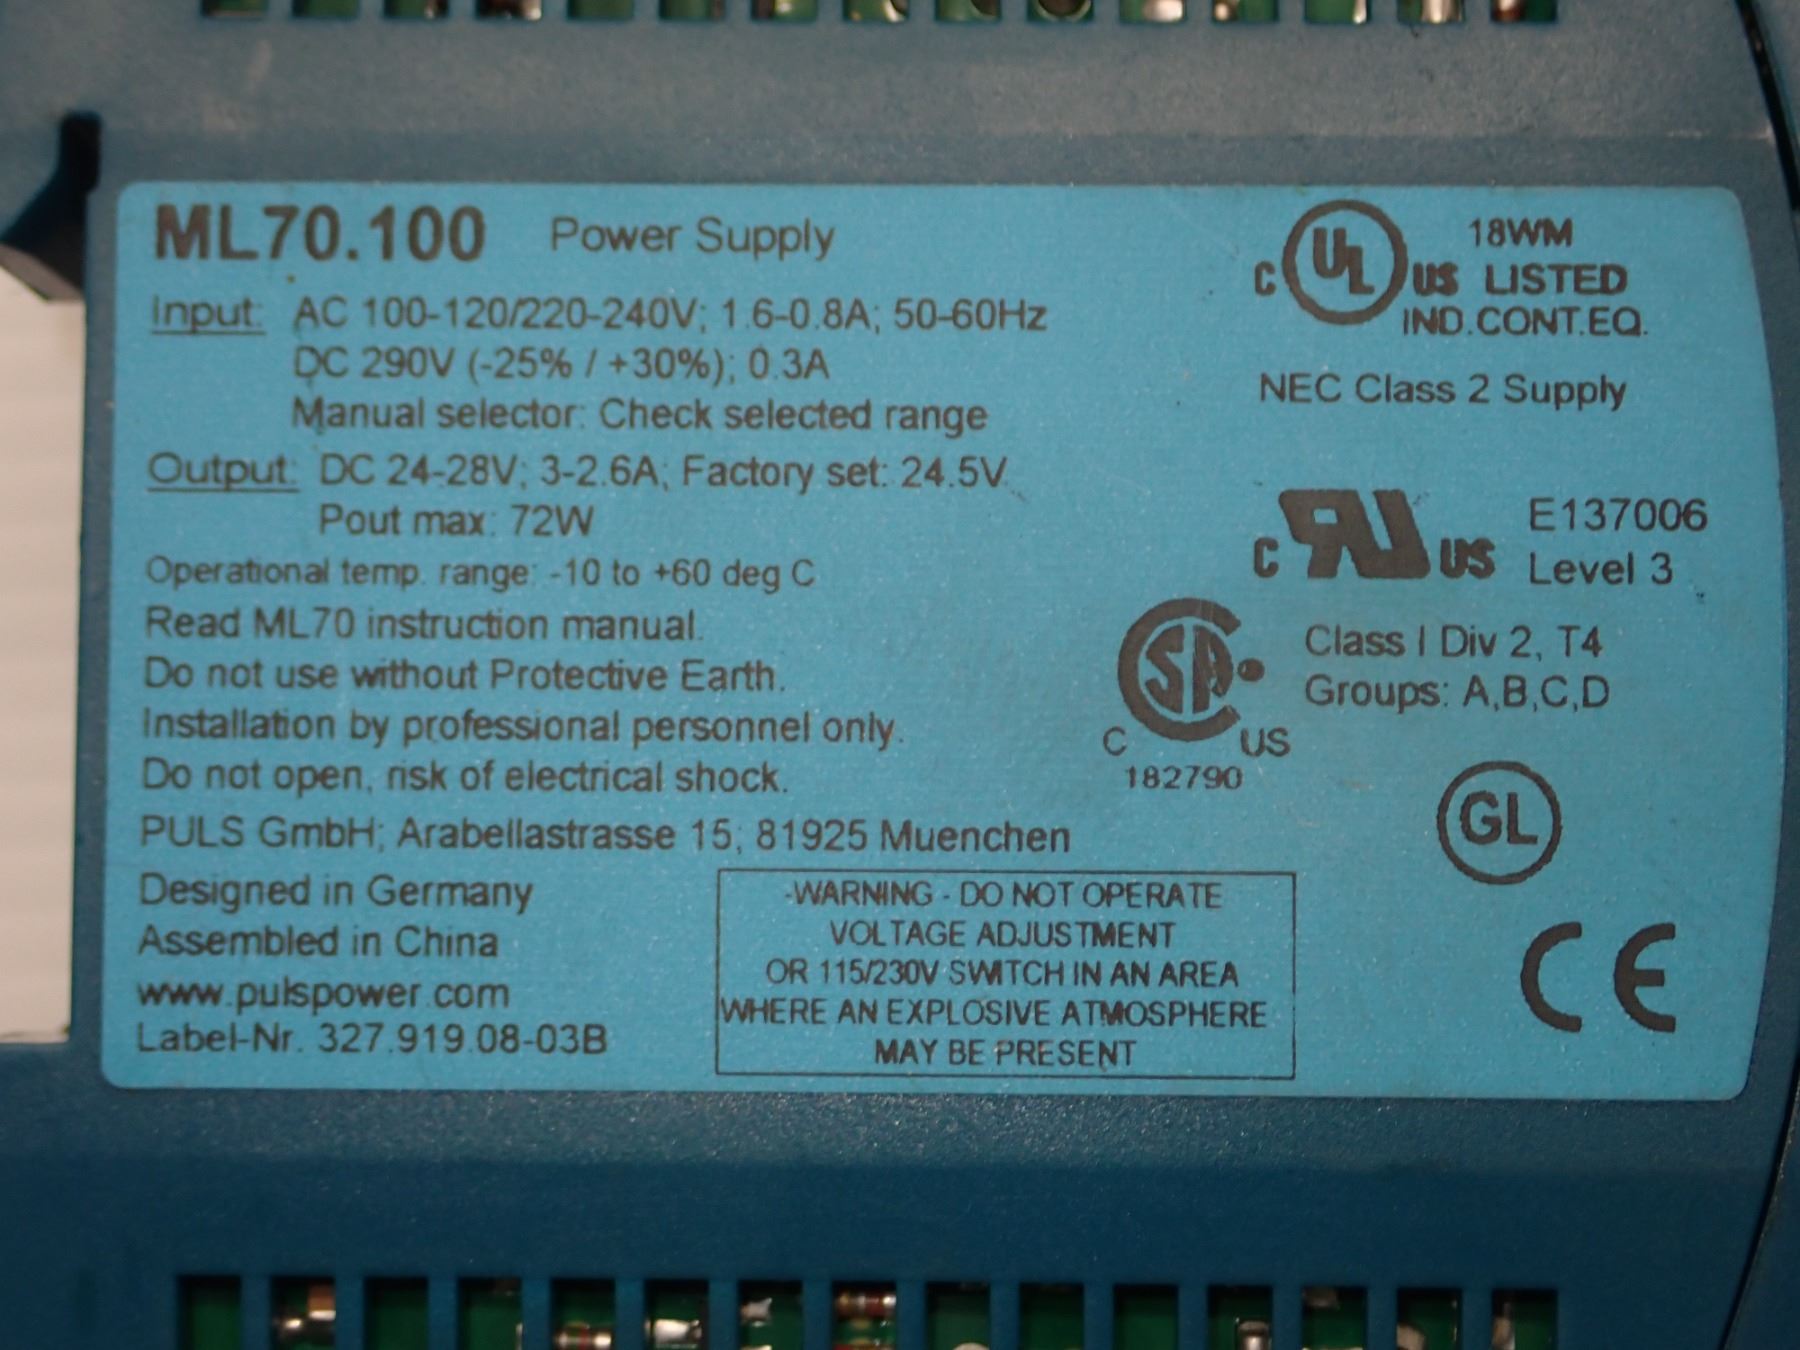 ML70.100 Power Supply
Input: AC 100-120/220-240V; 1.6-0.8A; 50-60Hz
DC 290V (-25% / +30%); 0.3A
Manual selector: Check selected range
Output: DC 24-28V; 3-2.6A; Factory set: 24.5V
Pout max: 72W
Operational temp. range: -10 to +60 deg C
Read ML70 instruction manual.
Do not use without Protective Earth.
Installation by professional personnel only.
Do not open, risk of electrical shock.
PULS GmbH; Arabellastrasse 15; 81925 Muenchen
Designed in Germany
Assembled in China
www.pulspower.com
Label-Nr. 327.919.08-03B
-WARNING - DO NOT OPERATE
VOLTAGE ADJUSTMENT
OR 115/230V SWITCH IN AN AREA
WHERE AN EXPLOSIVE ATMOSPHERE
MAY BE PRESENT
C UL US 18WM
LISTED
IND.CONT.EQ.
NEC Class 2 Supply
C RU US E137006
Level 3
C SA US
182790
Class I Div 2, T4
Groups: A,B,C,D
GL
CE